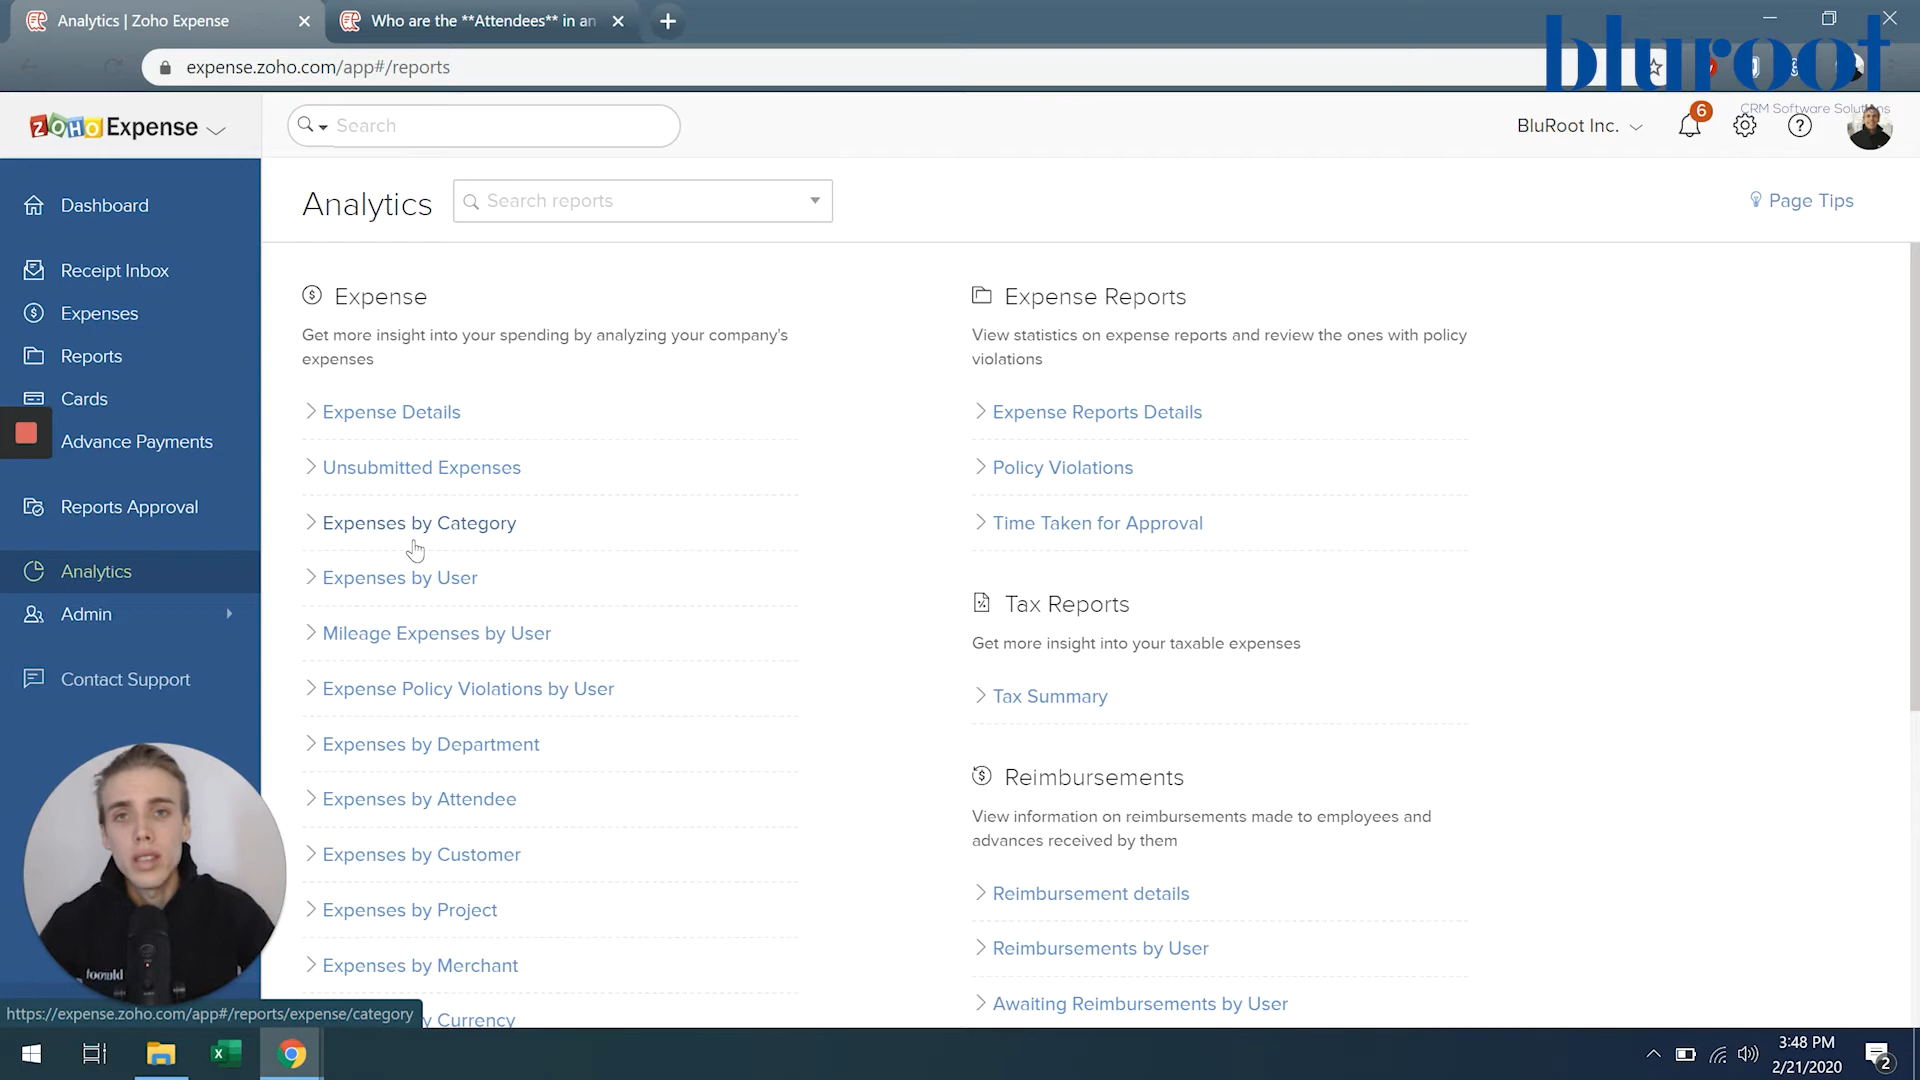 Analytics | Zoho Expense
Who are the **Attendees** in an
expense.zoho.com/app#/reports
bluroot
CRM Software Solutions
ZOHO Expense
Search
BluRoot Inc.
6
Analytics
Search reports
Page Tips
Dashboard
Receipt Inbox
Expenses
Reports
Cards
Advance Payments
Reports Approval
Analytics
Admin
Contact Support
Expense
Get more insight into your spending by analyzing your company's
expenses
Expense Details
Unsubmitted Expenses
Expenses by Category
Expenses by User
Mileage Expenses by User
Expense Policy Violations by User
Expenses by Department
Expenses by Attendee
Expenses by Customer
Expenses by Project
Expenses by Merchant
y Currency
Expense Reports
View statistics on expense reports and review the ones with policy
violations
Expense Reports Details
Policy Violations
Time Taken for Approval
Tax Reports
Get more insight into your taxable expenses
Tax Summary
Reimbursements
View information on reimbursements made to employees and
advances received by them
Reimbursement details
Reimbursements by User
Awaiting Reimbursements by User
bluroot
https://expense.zoho.com/app#/reports/expense/category
3:48 PM
2/21/2020
2